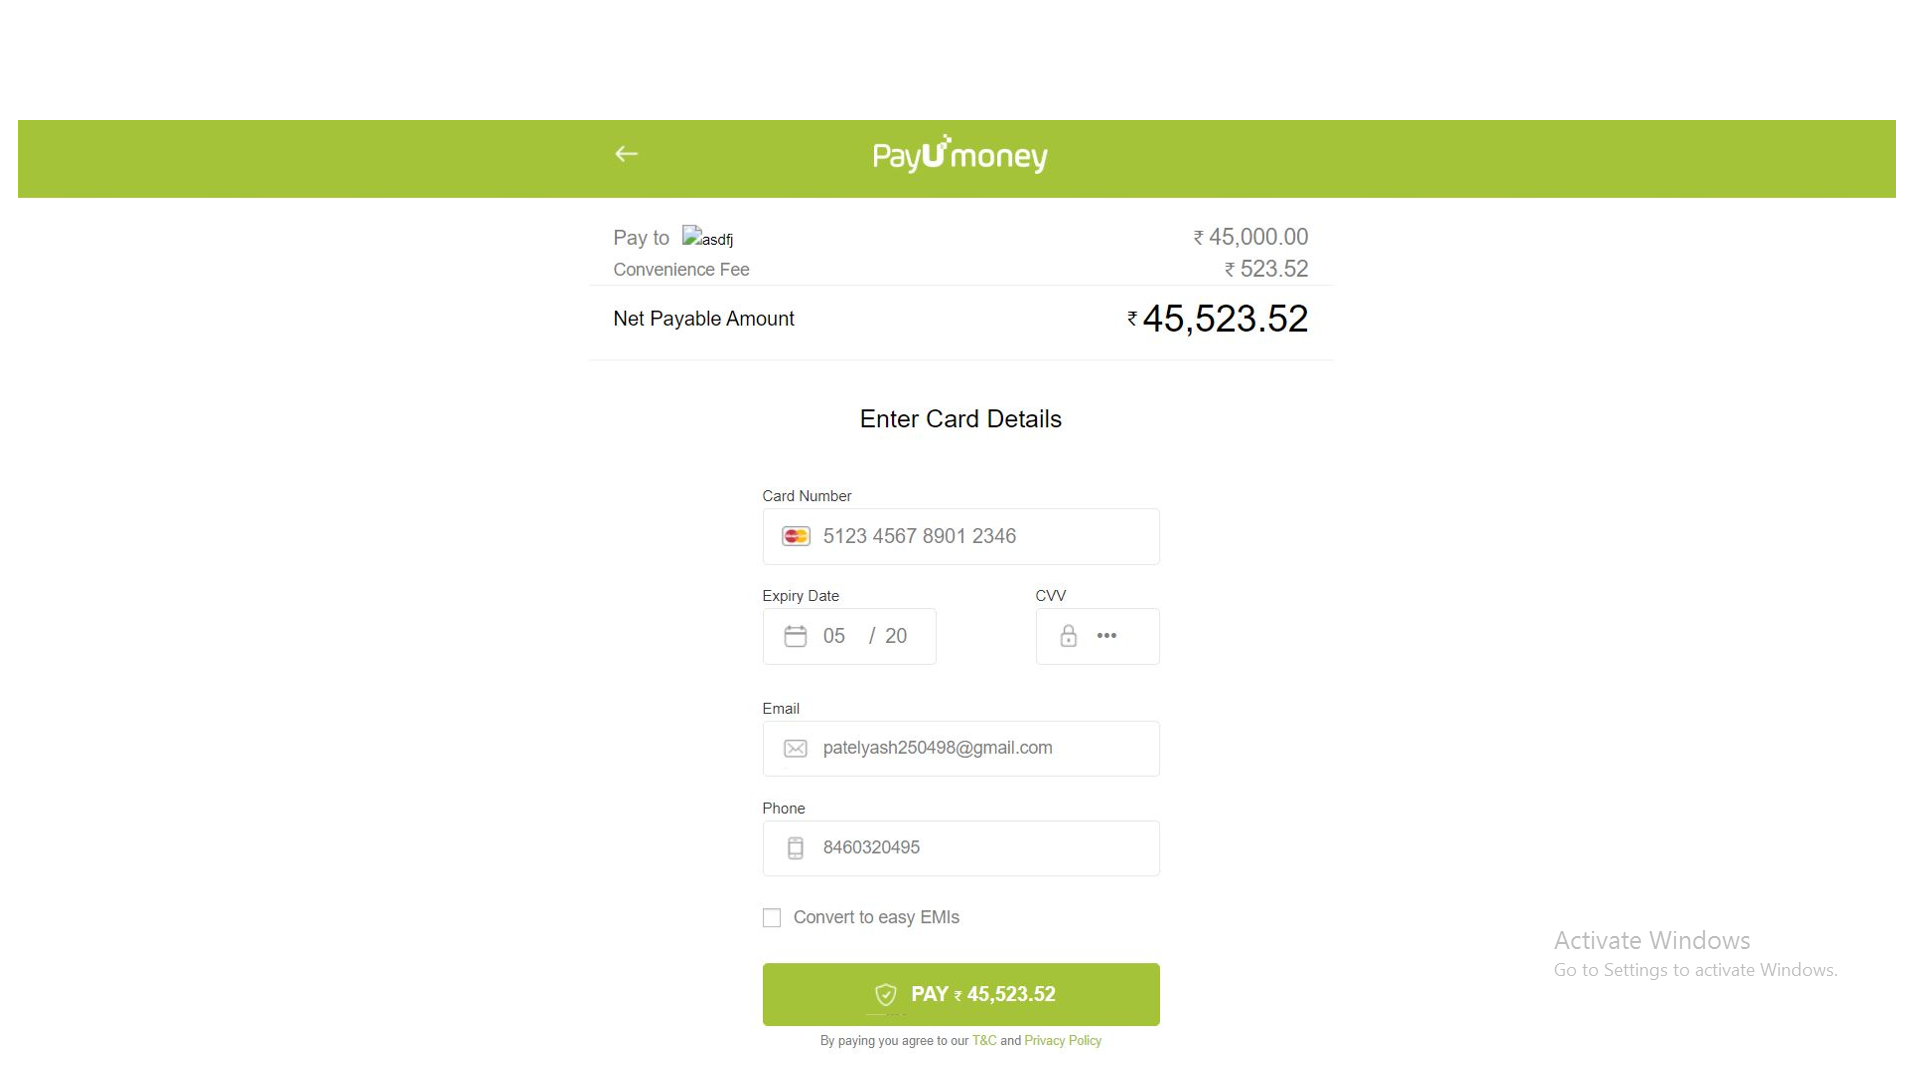 PayUmoney
Pay to asdfj ₹ 45,000.00
Convenience Fee ₹ 523.52
Net Payable Amount ₹ 45,523.52
Enter Card Details
Card Number
5123 4567 8901 2346
Expiry Date CVV
05 / 20 •••
Email
patelyash250498@gmail.com
Phone
8460320495
Convert to easy EMIs
Activate Windows
Go to Settings to activate Windows.
PAY ₹ 45,523.52
By paying you agree to our T&C and Privacy Policy